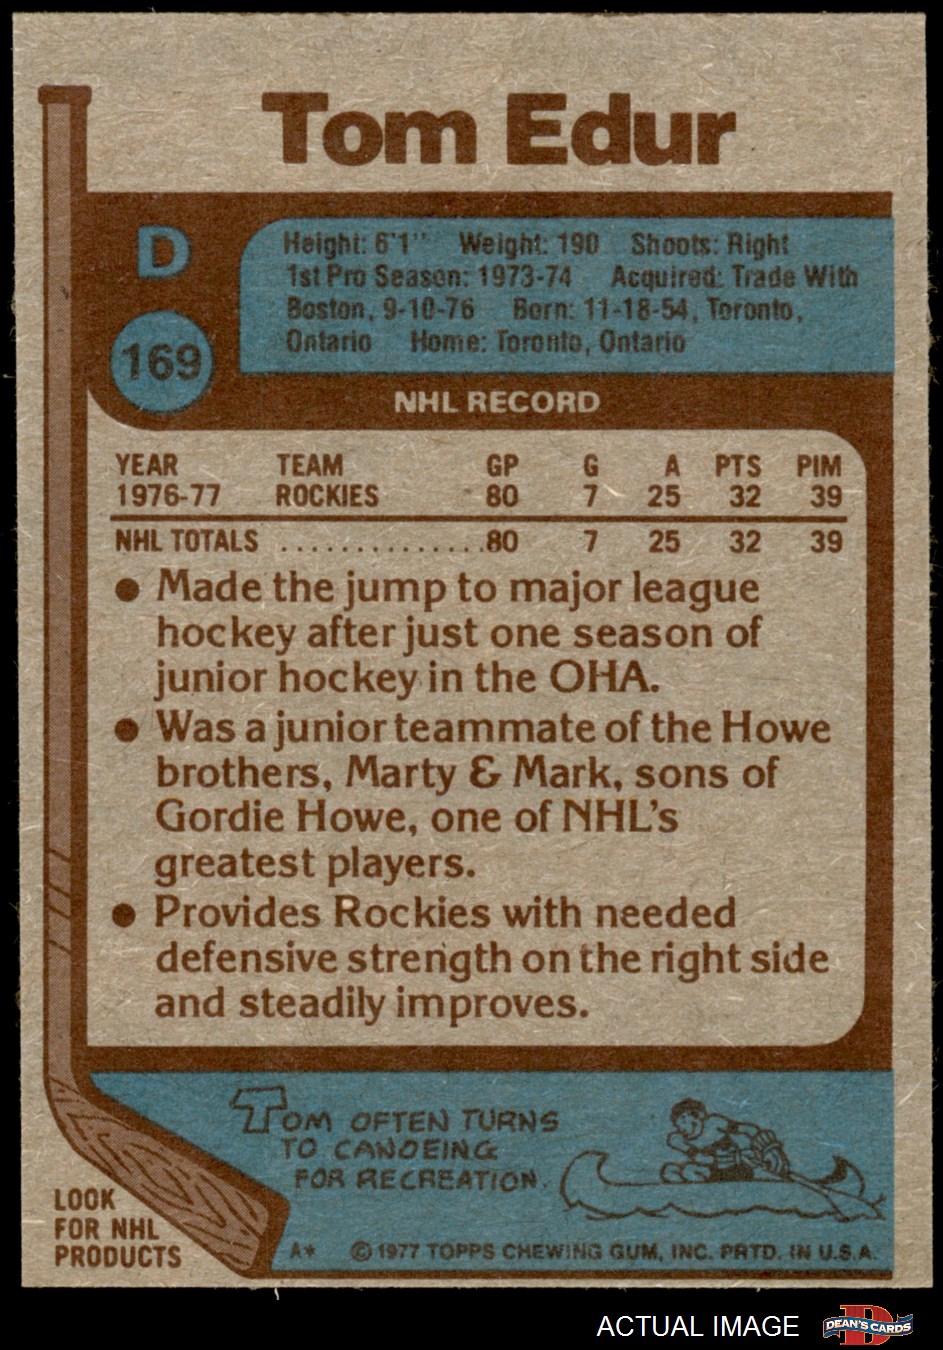 Tom Edur
D
169
Height: 6'1" Weight: 190 Shoots: Right
1st Pro Season: 1973-74 Acquired: Trade With
Boston, 9-10-76 Born: 11-18-54, Toronto,
Ontario Home: Toronto, Ontario
NHL RECORD
YEAR TEAM GP G A PTS PIM
1976-77 ROCKIES 80 7 25 32 39
NHL TOTALS ................80 7 25 32 39
● Made the jump to major league
hockey after just one season of
junior hockey in the OHA.
● Was a junior teammate of the Howe
brothers, Marty & Mark, sons of
Gordie Howe, one of NHL's
greatest players.
● Provides Rockies with needed
defensive strength on the right side
and steadily improves.
TOM OFTEN TURNS
TO CANOEING
FOR RECREATION.
LOOK
FOR NHL
PRODUCTS
A* © 1977 TOPPS CHEWING GUM, INC. PRTD. IN U.S.A.
ACTUAL IMAGE
D
DEAN'S CARDS